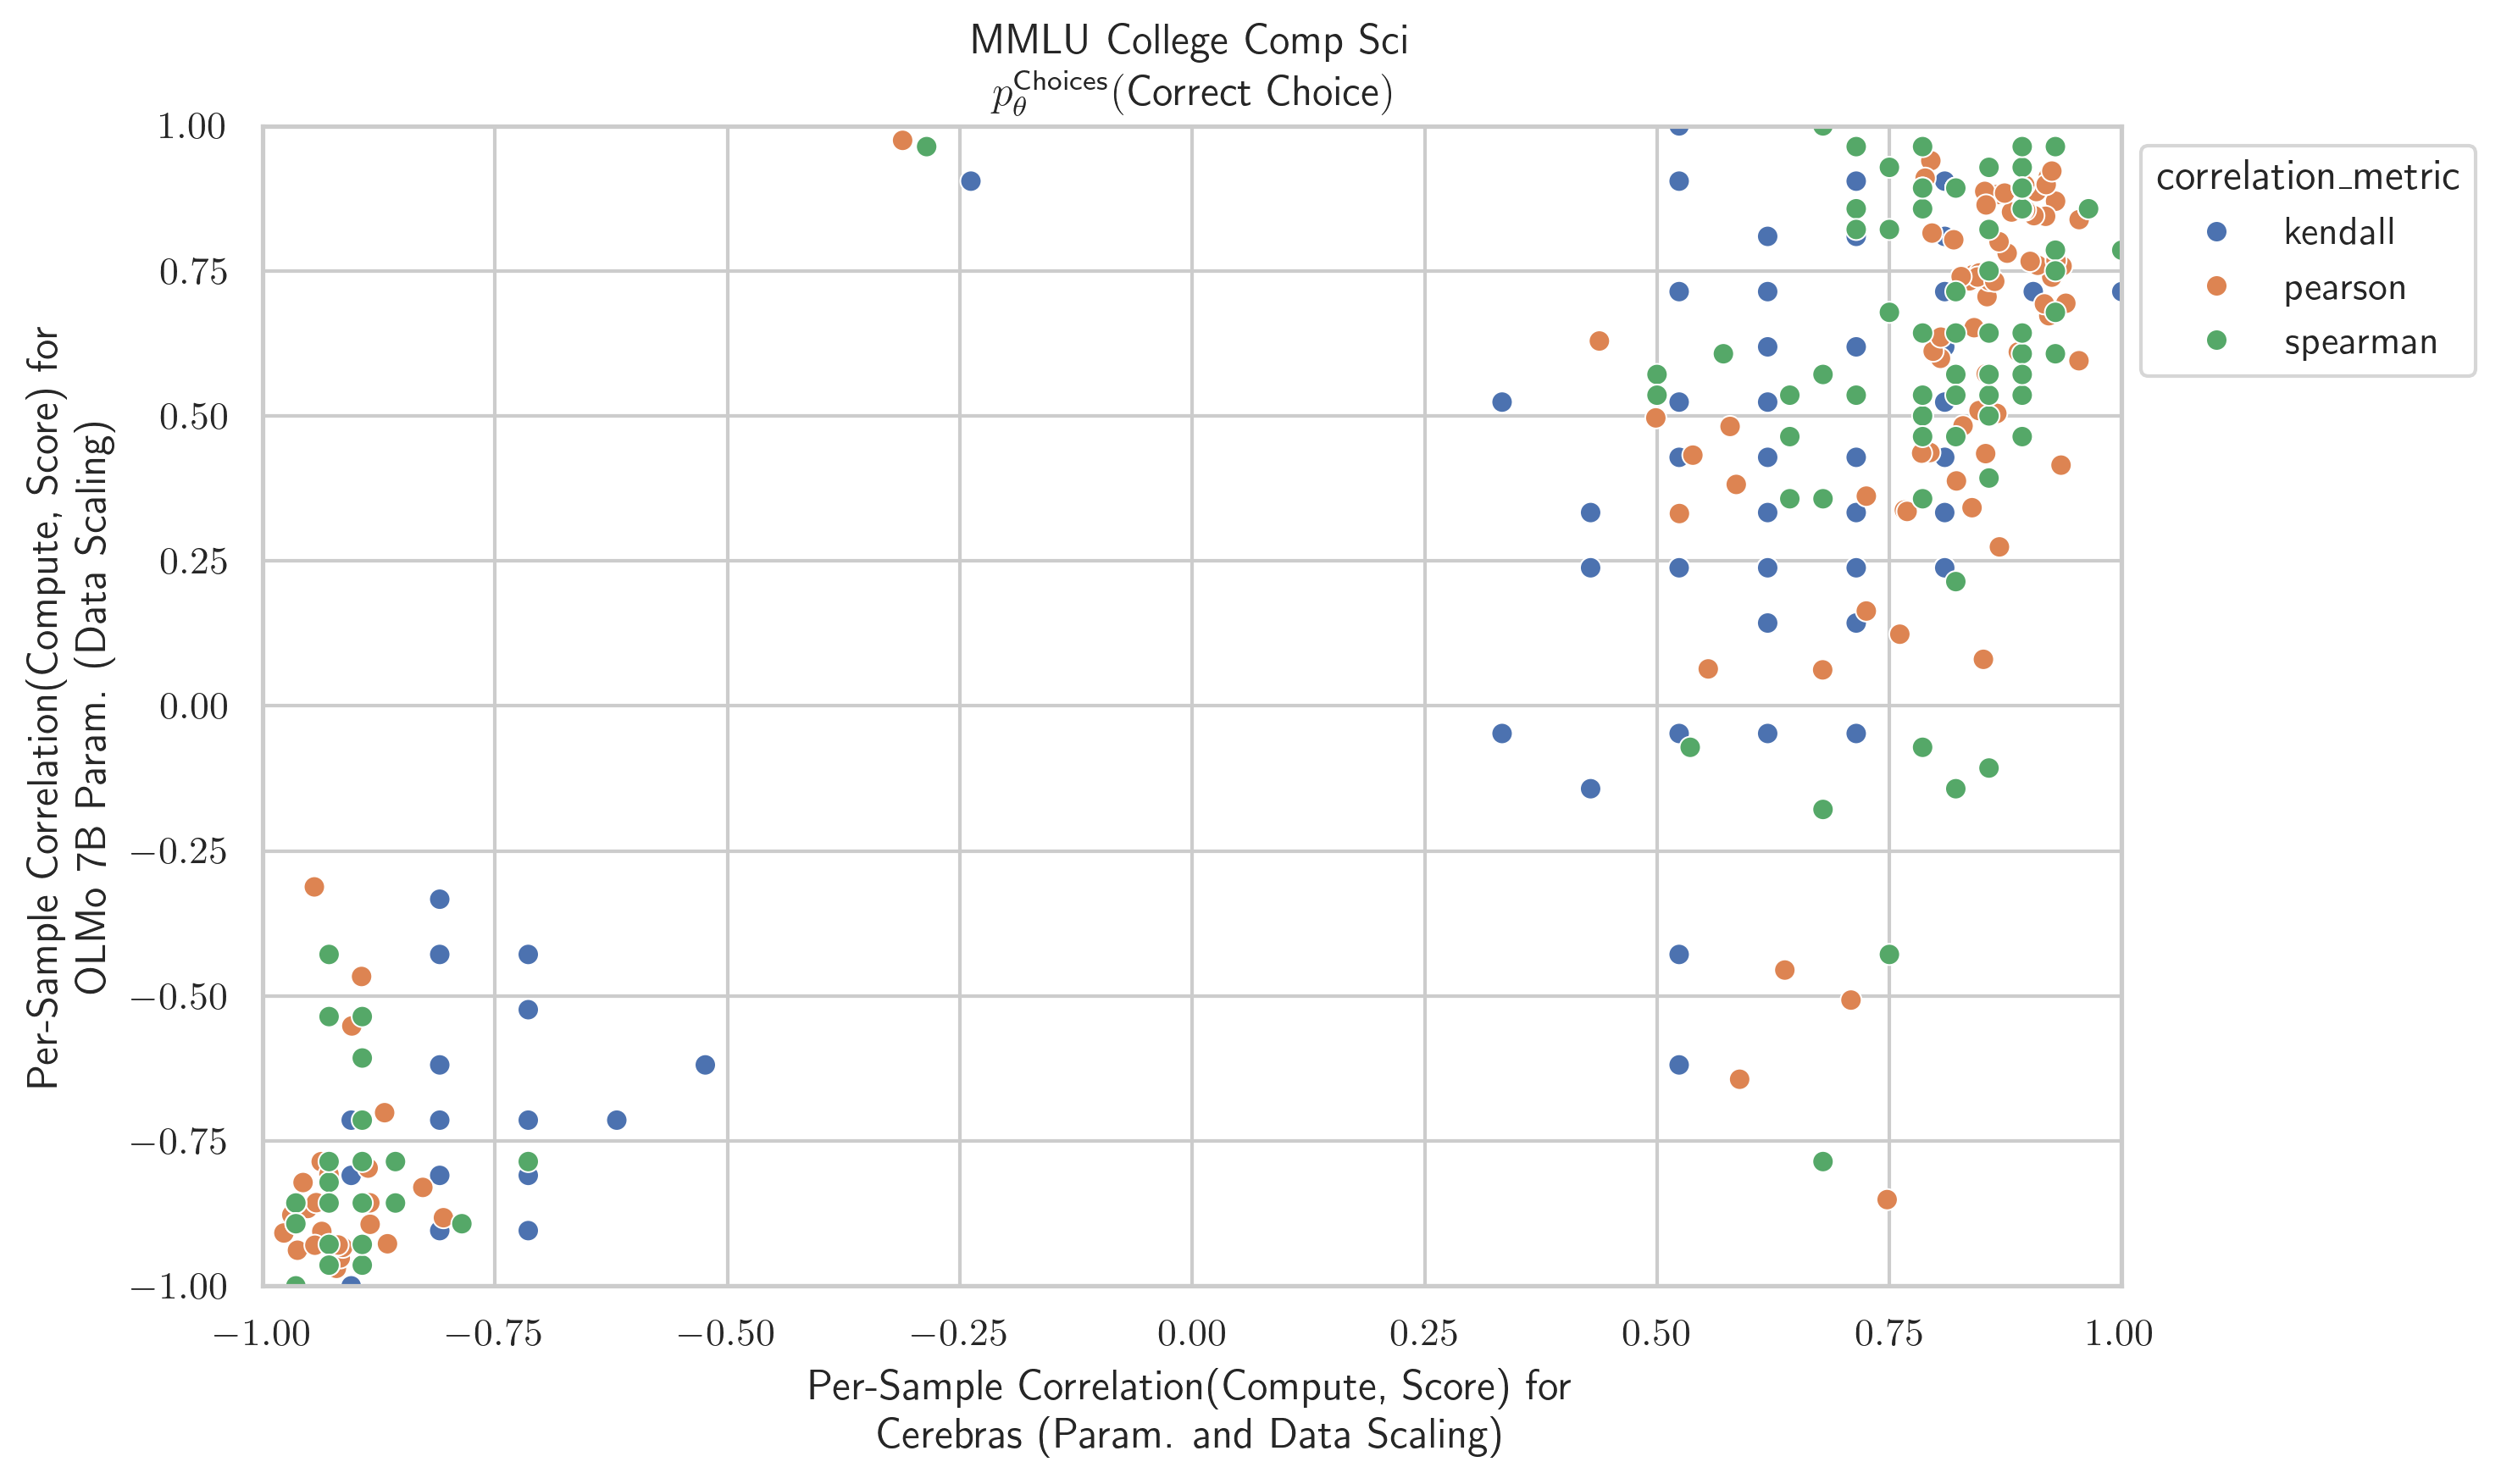 MMLU College Comp Sci
p_θ^Choices(Correct Choice)
correlation_metric
kendall
pearson
spearman
Per-Sample Correlation(Compute, Score) for
OLMo 7B Param. (Data Scaling)
1.00
0.75
0.50
0.25
0.00
−0.25
−0.50
−0.75
−1.00
−1.00 −0.75 −0.50 −0.25 0.00 0.25 0.50 0.75 1.00
Per-Sample Correlation(Compute, Score) for
Cerebras (Param. and Data Scaling)